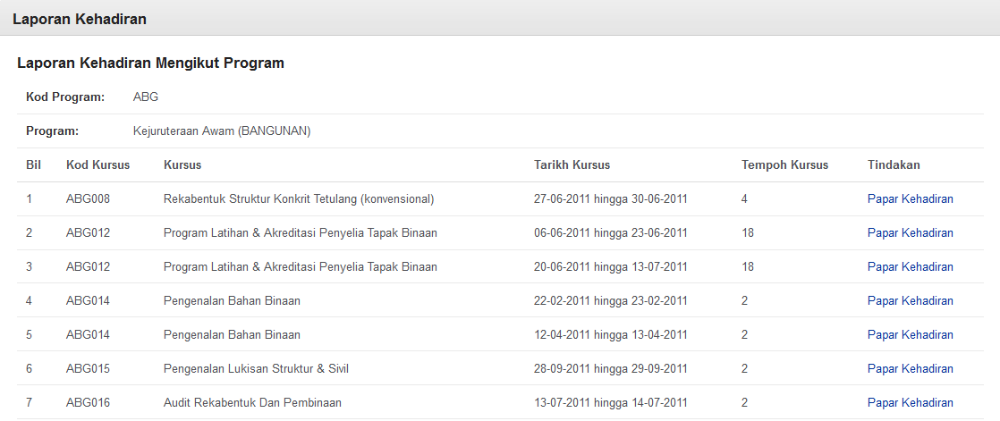 Laporan Kehadiran
Laporan Kehadiran Mengikut Program
Kod Program: ABG
Program: Kejuruteraan Awam (BANGUNAN)
Bil Kod Kursus Kursus Tarikh Kursus Tempoh Kursus Tindakan
1 ABG008 Rekabentuk Struktur Konkrit Tetulang (konvensional) 27-06-2011 hingga 30-06-2011 4 Papar Kehadiran
2 ABG012 Program Latihan & Akreditasi Penyelia Tapak Binaan 06-06-2011 hingga 23-06-2011 18 Papar Kehadiran
3 ABG012 Program Latihan & Akreditasi Penyelia Tapak Binaan 20-06-2011 hingga 13-07-2011 18 Papar Kehadiran
4 ABG014 Pengenalan Bahan Binaan 22-02-2011 hingga 23-02-2011 2 Papar Kehadiran
5 ABG014 Pengenalan Bahan Binaan 12-04-2011 hingga 13-04-2011 2 Papar Kehadiran
6 ABG015 Pengenalan Lukisan Struktur & Sivil 28-09-2011 hingga 29-09-2011 2 Papar Kehadiran
7 ABG016 Audit Rekabentuk Dan Pembinaan 13-07-2011 hingga 14-07-2011 2 Papar Kehadiran